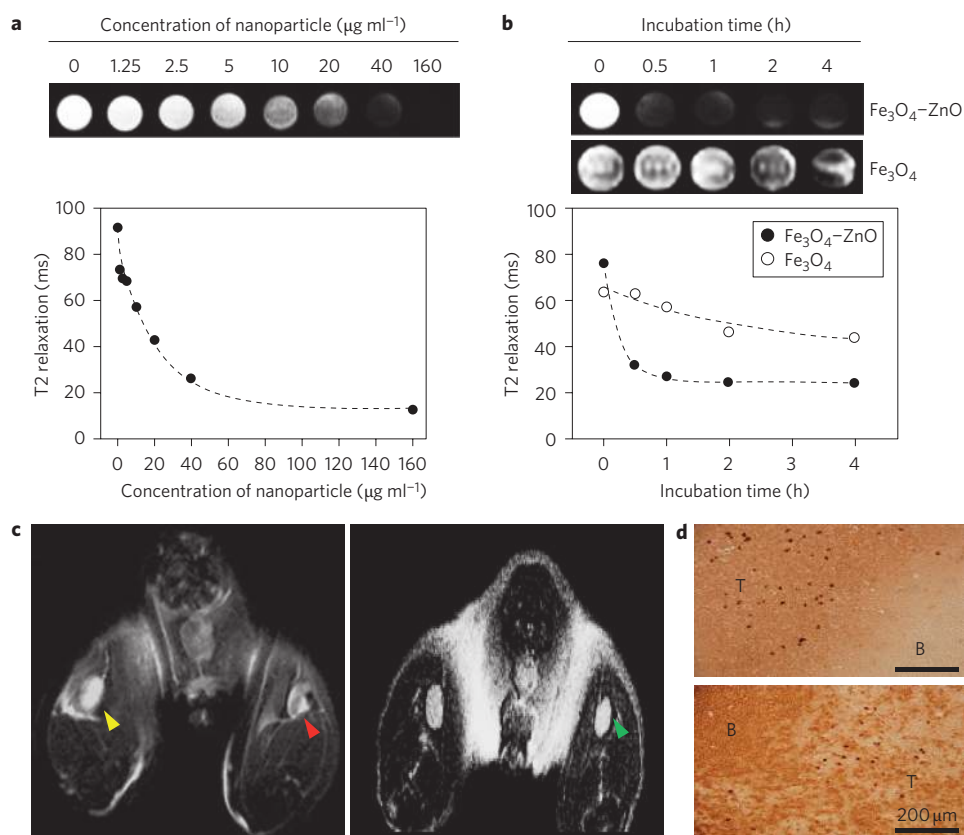 a
Concentration of nanoparticle (µg ml⁻¹)
0 1.25 2.5 5 10 20 40 160
100
80
60
40
20
0
T2 relaxation (ms)
0 20 40 60 80 100 120 140 160
Concentration of nanoparticle (µg ml⁻¹)
b
Incubation time (h)
0 0.5 1 2 4
Fe₃O₄–ZnO
Fe₃O₄
100
80
60
40
20
0
T2 relaxation (ms)
Fe₃O₄–ZnO
Fe₃O₄
0 1 2 3 4
Incubation time (h)
c
d
T
B
B
T
200 µm